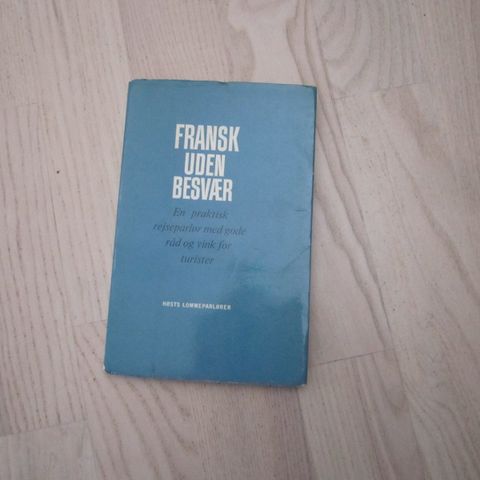 FRANSK
UDEN
BESVÆR
En praktisk
rejseparlør med gode
råd og vink for
turister
HØSTS LOMMEPARLØRER